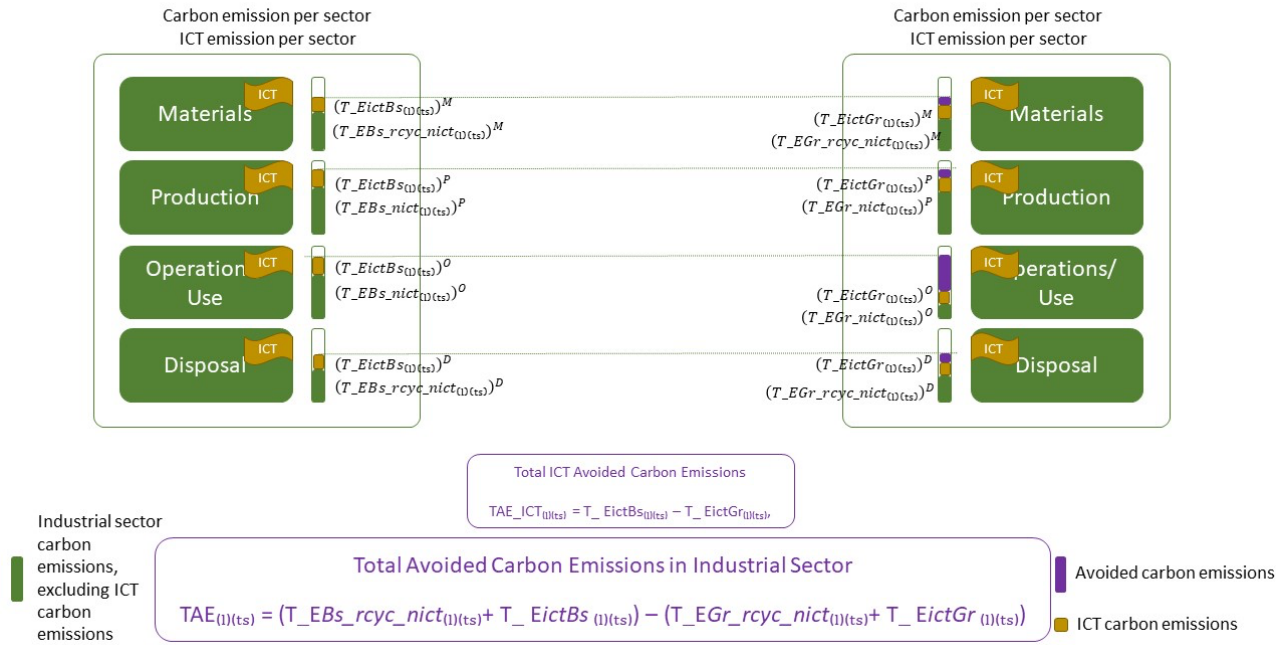 Carbon emission per sector
ICT emission per sector
Carbon emission per sector
ICT emission per sector
Materials
ICT
(T_EictBs(l)(ts))^M
(T_EBs_rcyc_nict(l)(ts))^M
(T_EictGr(l)(ts))^M
(T_EGr_rcyc_nict(l)(ts))^M
ICT
Materials
Production
ICT
(T_EictBs(l)(ts))^P
(T_EBs_nict(l)(ts))^P
(T_EictGr(l)(ts))^P
(T_EGr_nict(l)(ts))^P
ICT
Production
Operation
Use
ICT
(T_EictBs(l)(ts))^O
(T_EBs_nict(l)(ts))^O
(T_EictGr(l)(ts))^O
(T_EGr_nict(l)(ts))^O
ICT
perations/
Use
Disposal
ICT
(T_EictBs(l)(ts))^D
(T_EBs_rcyc_nict(l)(ts))^D
(T_EictGr(l)(ts))^D
(T_EGr_rcyc_nict(l)(ts))^D
ICT
Disposal
Total ICT Avoided Carbon Emissions
TAE_ICT(l)(ts) = T_ EictBs(l)(ts) – T_ EictGr(l)(ts),
Industrial sector
carbon
emissions,
excluding ICT
carbon
emissions
Total Avoided Carbon Emissions in Industrial Sector
TAE(l)(ts) = (T_EBs_rcyc_nict(l)(ts)+ T_ EictBs (l)(ts)) – (T_EGr_rcyc_nict(l)(ts)+ T_ EictGr (l)(ts))
Avoided carbon emissions
ICT carbon emissions